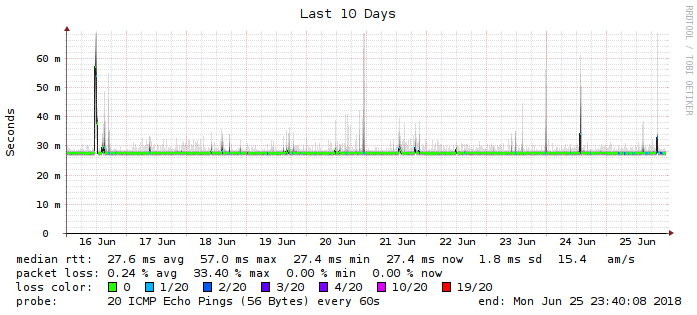 Last 10 Days
RRDTOOL / TOBI OETIKER
Seconds
60 m
50 m
40 m
30 m
20 m
10 m
0
16 Jun 17 Jun 18 Jun 19 Jun 20 Jun 21 Jun 22 Jun 23 Jun 24 Jun 25 Jun
median rtt: 27.6 ms avg 57.0 ms max 27.4 ms min 27.4 ms now 1.8 ms sd 15.4 am/s
packet loss: 0.24 % avg 33.40 % max 0.00 % min 0.00 % now
loss color: 0 1/20 2/20 3/20 4/20 10/20 19/20
probe: 20 ICMP Echo Pings (56 Bytes) every 60s end: Mon Jun 25 23:40:08 2018